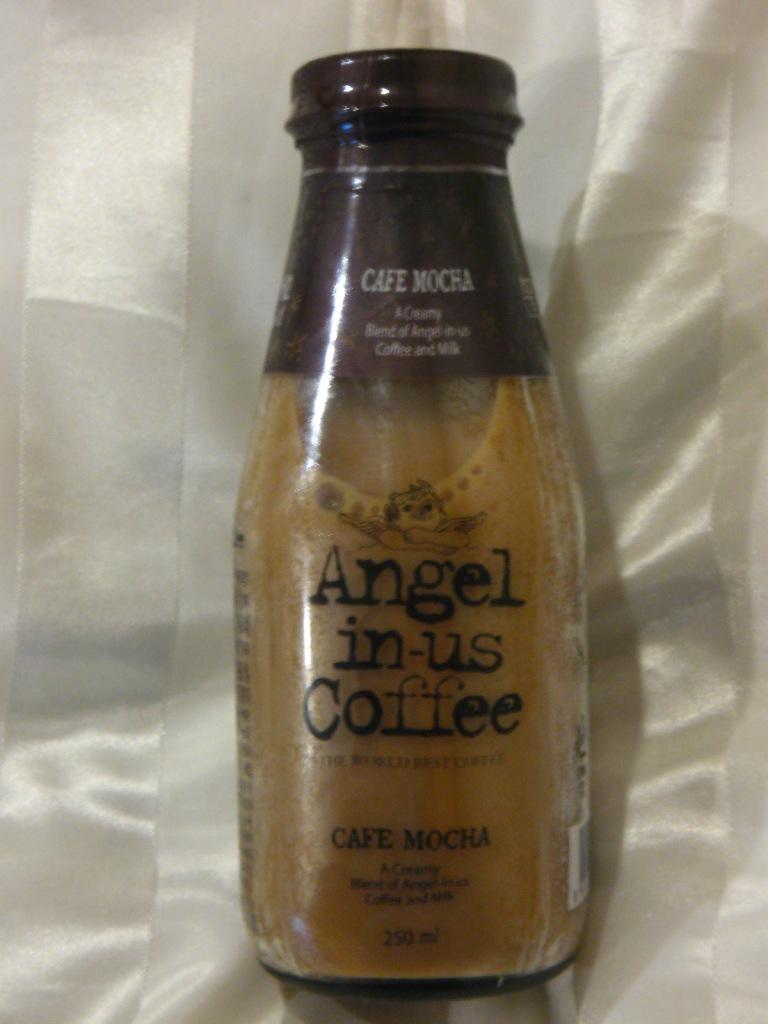 CAFE MOCHA
A Creamy
Blend of Angel-in-us
Coffee and Milk
Angel
in-us
Coffee
THE WORLD BEST COFFEE
CAFE MOCHA
A Creamy
Blend of Angel-in-us
Coffee and Milk
250 ml